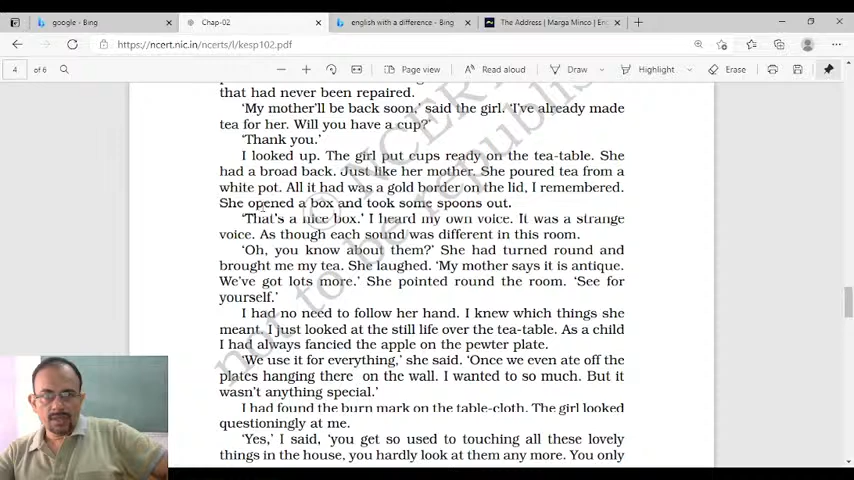 google - Bing
Chap-02
english with a difference - Bing
The Address | Marga Minco | En
https://ncert.nic.in/ncerts/l/kesp102.pdf
4 of 6
Page view
Read aloud
Draw
Highlight
Erase
that had never been repaired.
‘My mother'll be back soon,’ said the girl. ‘I've already made
tea for her. Will you have a cup?’
‘Thank you.’
I looked up. The girl put cups ready on the tea-table. She
had a broad back. Just like her mother. She poured tea from a
white pot. All it had was a gold border on the lid, I remembered.
She opened a box and took some spoons out.
‘That's a nice box.’ I heard my own voice. It was a strange
voice. As though each sound was different in this room.
‘Oh, you know about them?’ She had turned round and
brought me my tea. She laughed. ‘My mother says it is antique.
We've got lots more.’ She pointed round the room. ‘See for
yourself.’
I had no need to follow her hand. I knew which things she
meant. I just looked at the still life over the tea-table. As a child
I had always fancied the apple on the pewter plate.
‘We use it for everything,’ she said. ‘Once we even ate off the
plates hanging there on the wall. I wanted to so much. But it
wasn't anything special.’
I had found the burn mark on the table-cloth. The girl looked
questioningly at me.
‘Yes,’ I said, ‘you get so used to touching all these lovely
things in the house, you hardly look at them any more. You only
© NCERT
not to be republis